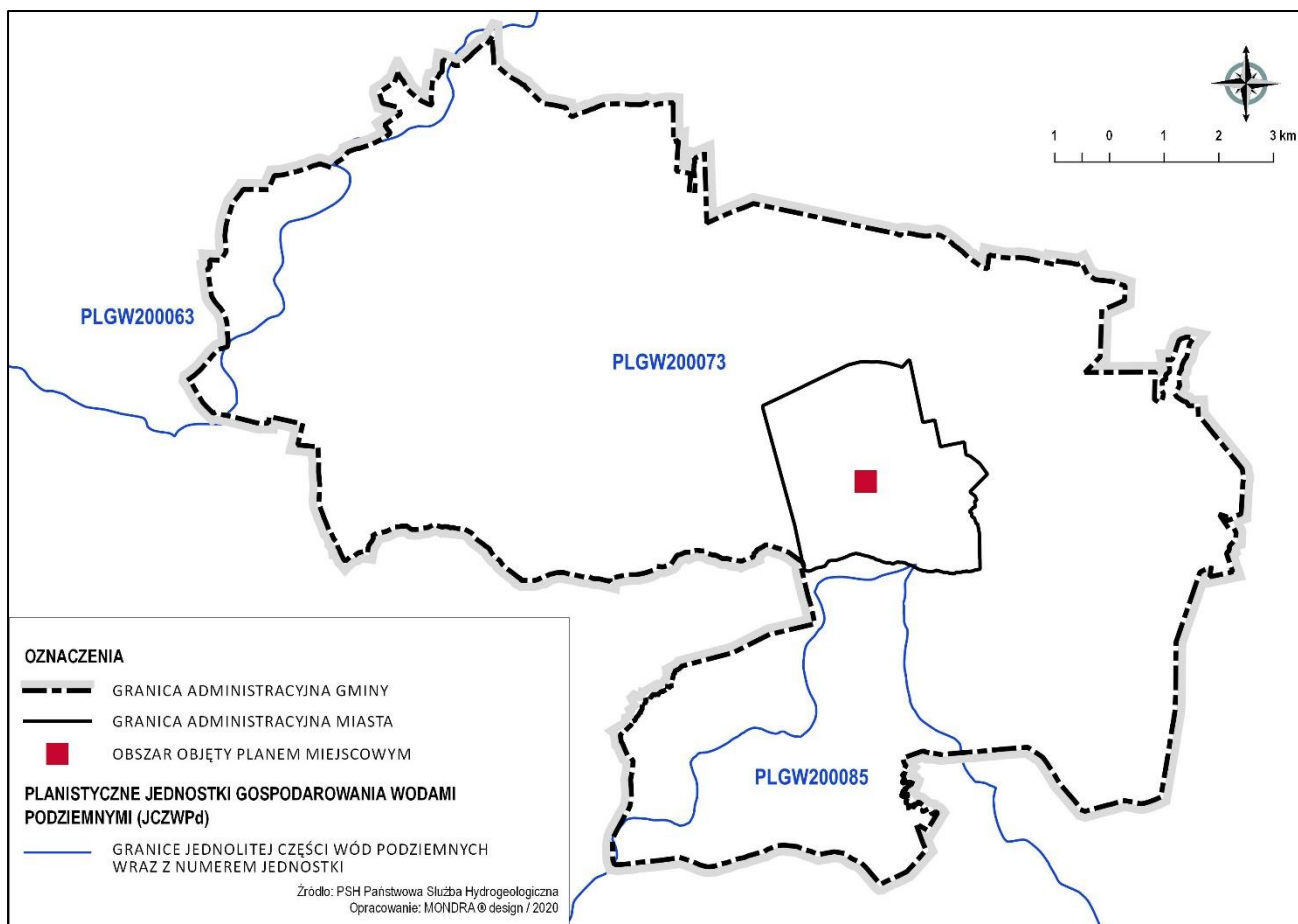 1 0 1 2 3 km
PLGW200063
PLGW200073
PLGW200085
OZNACZENIA
GRANICA ADMINISTRACYJNA GMINY
GRANICA ADMINISTRACYJNA MIASTA
OBSZAR OBJĘTY PLANEM MIEJSCOWYM
PLANISTYCZNE JEDNOSTKI GOSPODAROWANIA WODAMI
PODZIEMNYMI (JCZWPd)
GRANICE JEDNOLITEJ CZĘŚCI WÓD PODZIEMNYCH
WRAZ Z NUMEREM JEDNOSTKI
Źródło: PSH Państwowa Służba Hydrogeologiczna
Opracowanie: MONDRA ® design / 2020